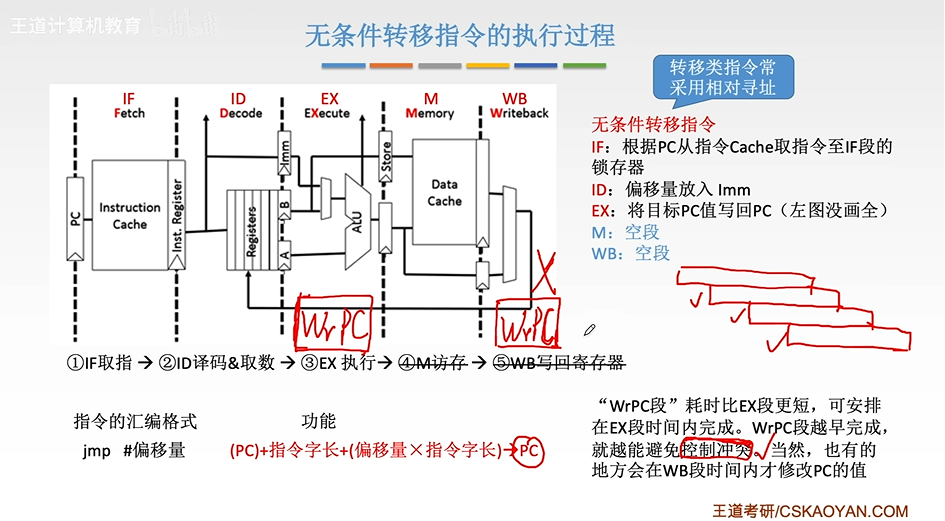 王道计算机教育
无条件转移指令的执行过程
转移类指令常
采用相对寻址
IF
Fetch
ID
Decode
EX
EXecute
M
Memory
WB
Writeback
PC
Instruction
Cache
Inst. Register
Registers
Imm
B
A
ALU
Store
Data
Cache
WrPC
WrPC
无条件转移指令
IF：根据PC从指令Cache取指令至IF段的
锁存器
ID：偏移量放入 Imm
EX：将目标PC值写回PC（左图没画全）
M：空段
WB：空段
①IF取指 → ②ID译码&取数 → ③EX 执行 → ④M访存 → ⑤WB写回寄存器
指令的汇编格式 功能
jmp #偏移量 (PC)+指令字长+(偏移量×指令字长)→PC
“WrPC段”耗时比EX段更短，可安排
在EX段时间内完成。WrPC段越早完成，
就越能避免控制冲突。当然，也有的
地方会在WB段时间内才修改PC的值
王道考研/CSKAOYAN.COM